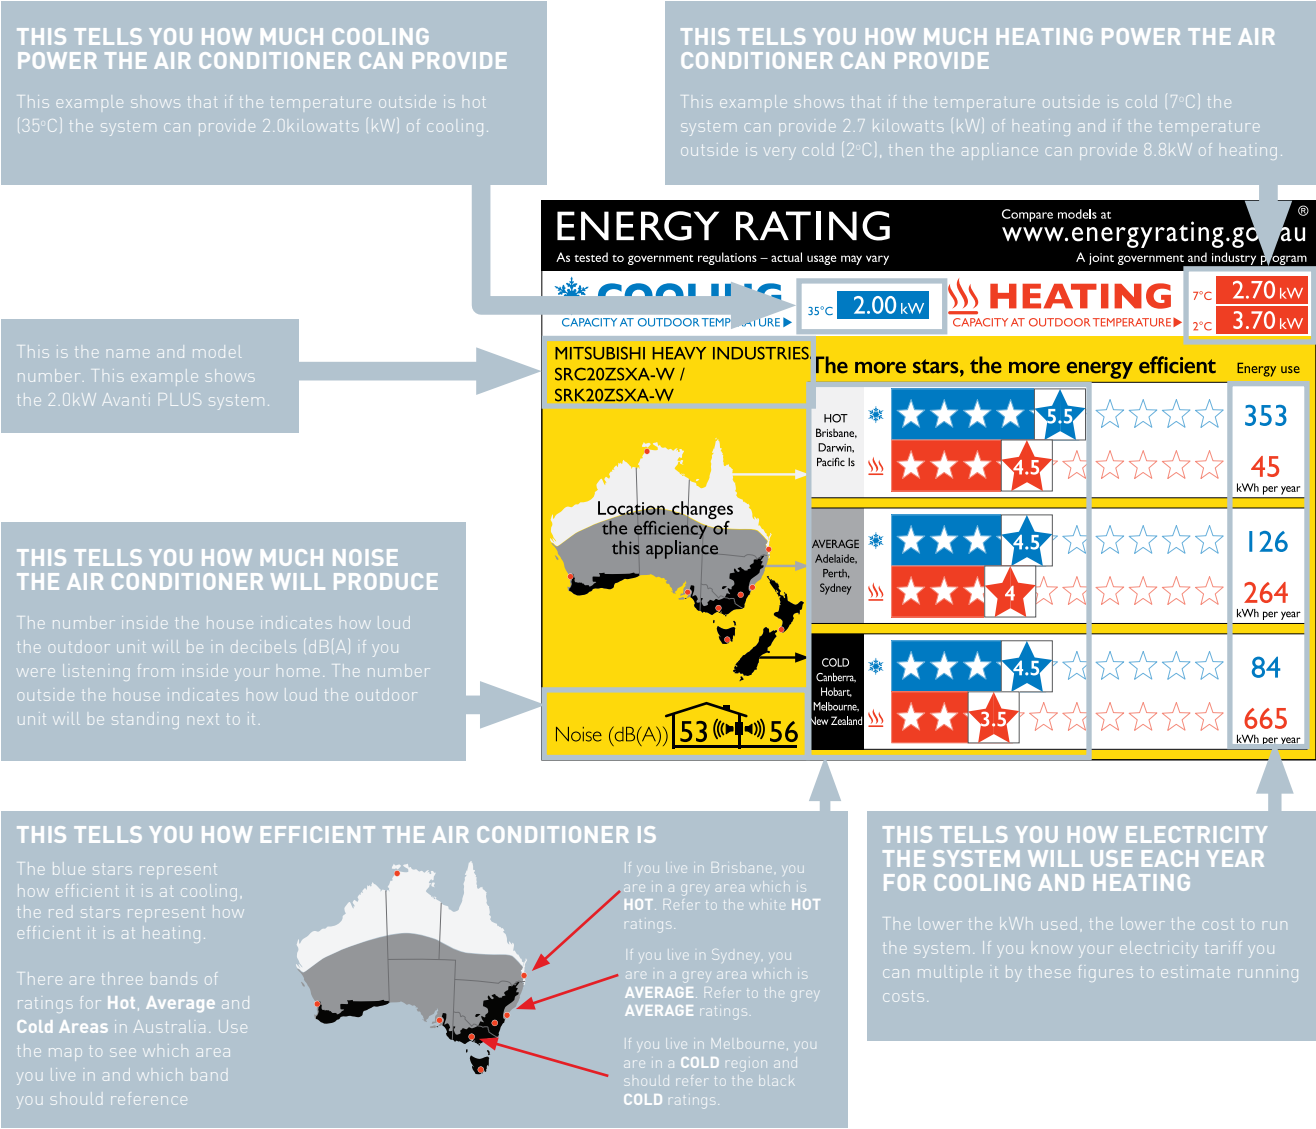 THIS TELLS YOU HOW MUCH COOLING
POWER THE AIR CONDITIONER CAN PROVIDE
This example shows that if the temperature outside is hot
(35ºC) the system can provide 2.0kilowatts (kW) of cooling.
THIS TELLS YOU HOW MUCH HEATING POWER THE AIR
CONDITIONER CAN PROVIDE
This example shows that if the temperature outside is cold (7ºC) the
system can provide 2.7 kilowatts (kW) of heating and if the temperature
outside is very cold (2ºC), then the appliance can provide 8.8kW of heating.
ENERGY RATING
As tested to government regulations – actual usage may vary
Compare models at
®
www.energyrating.go au
A joint government and industry program
COOLING
CAPACITY AT OUTDOOR TEMPERATURE
35°C 2.00 kW
HEATING
CAPACITY AT OUTDOOR TEMPERATURE
7°C 2.70 kW
2°C 3.70 kW
This is the name and model
number. This example shows
the 2.0kW Avanti PLUS system.
MITSUBISHI HEAVY INDUSTRIES
SRC20ZSXA-W /
SRK20ZSXA-W
The more stars, the more energy efficient
Energy use
HOT
Brisbane,
Darwin,
Pacific Is
5.5
353
4.5
45
kWh per year
Location changes
the efficiency of
this appliance
AVERAGE
Adelaide,
Perth,
Sydney
4.5
126
4
264
kWh per year
COLD
Canberra,
Hobart,
Melbourne,
New Zealand
4.5
84
3.5
665
kWh per year
THIS TELLS YOU HOW MUCH NOISE
THE AIR CONDITIONER WILL PRODUCE
The number inside the house indicates how loud
the outdoor unit will be in decibels (dB(A) if you
were listening from inside your home. The number
outside the house indicates how loud the outdoor
unit will be standing next to it.
Noise (dB(A)) 53 56
THIS TELLS YOU HOW EFFICIENT THE AIR CONDITIONER IS
The blue stars represent
how efficient it is at cooling,
the red stars represent how
efficient it is at heating.
There are three bands of
ratings for Hot, Average and
Cold Areas in Australia. Use
the map to see which area
you live in and which band
you should reference
If you live in Brisbane, you
are in a grey area which is
HOT. Refer to the white HOT
ratings.
If you live in Sydney, you
are in a grey area which is
AVERAGE. Refer to the grey
AVERAGE ratings.
If you live in Melbourne, you
are in a COLD region and
should refer to the black
COLD ratings.
THIS TELLS YOU HOW ELECTRICITY
THE SYSTEM WILL USE EACH YEAR
FOR COOLING AND HEATING
The lower the kWh used, the lower the cost to run
the system. If you know your electricity tariff you
can multiple it by these figures to estimate running
costs.